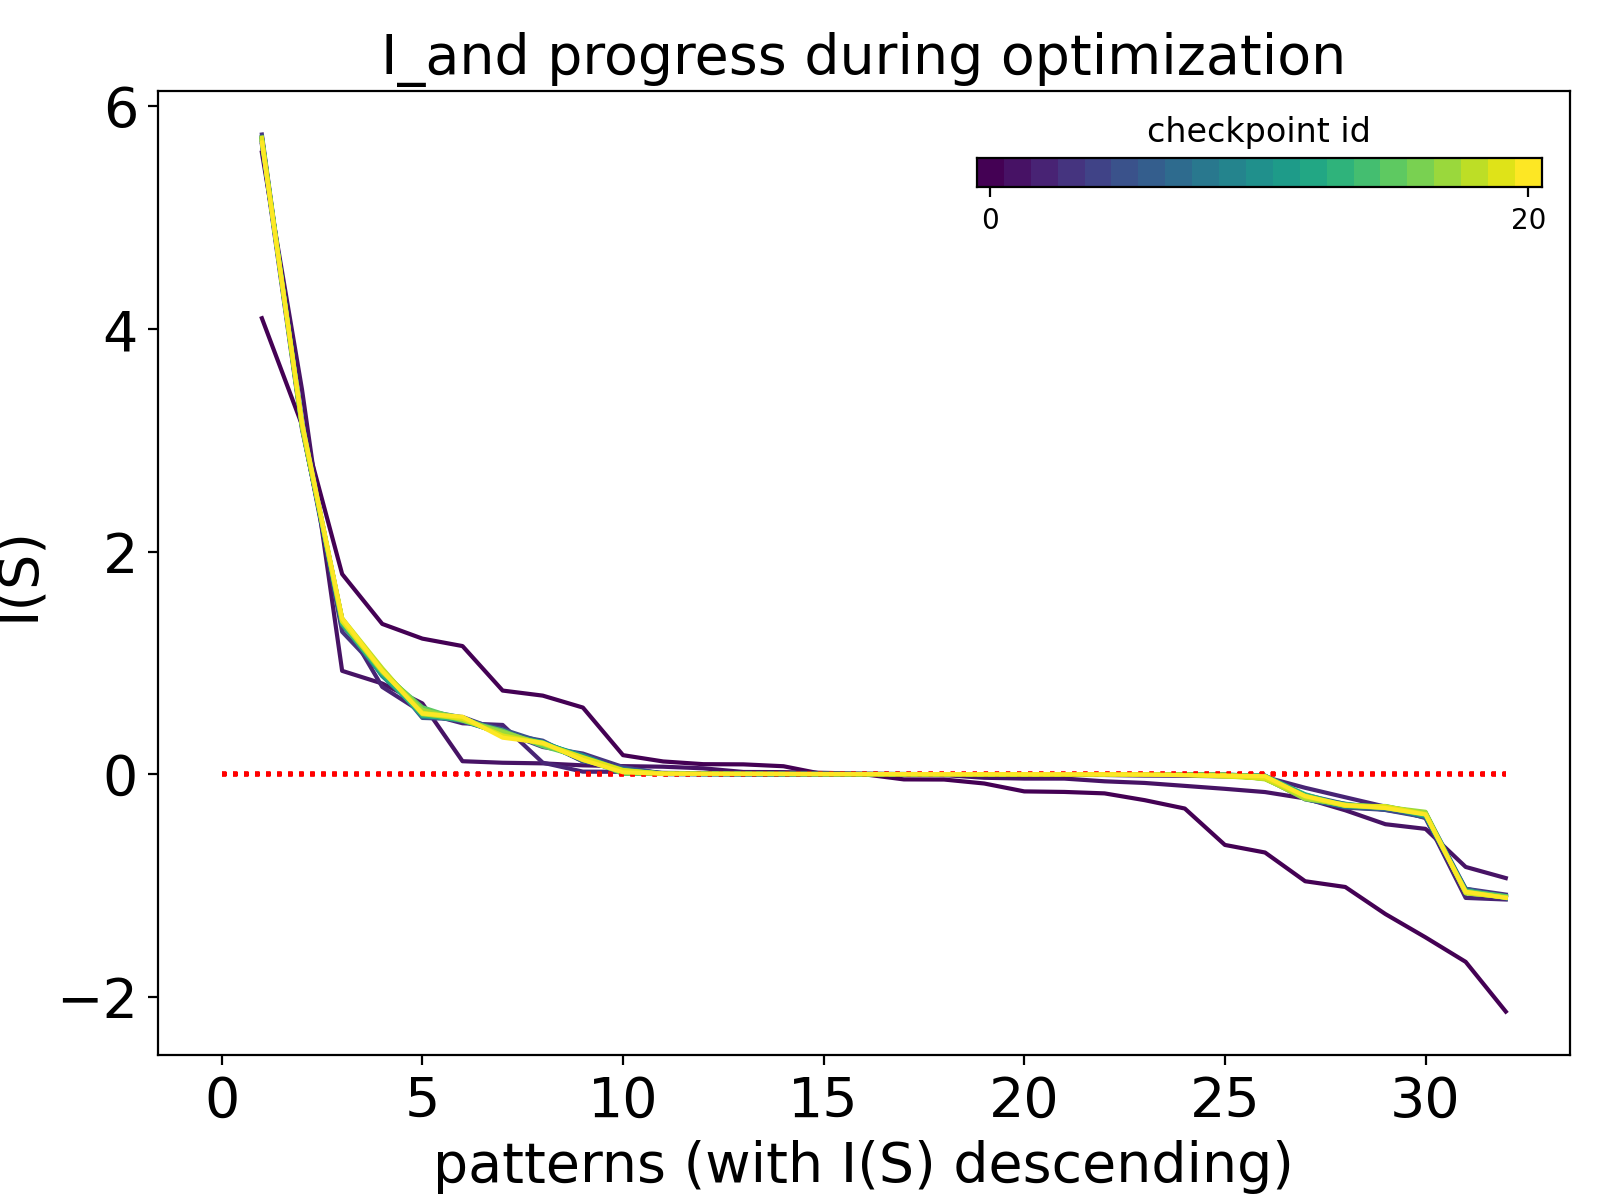 I_and progress during optimization
checkpoint id
0 20
6
4
2
0
−2
I(S)
0 5 10 15 20 25 30
patterns (with I(S) descending)